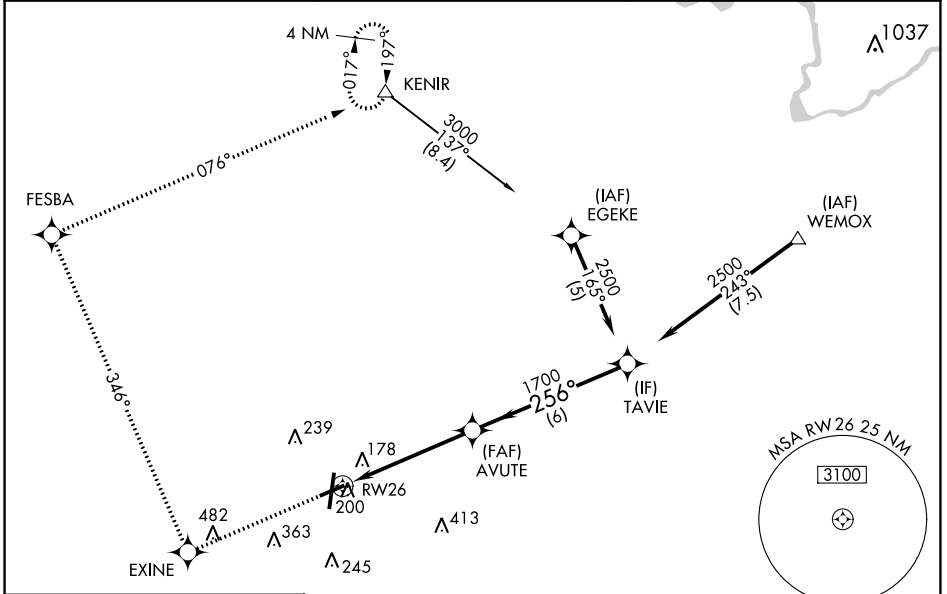 1037
4 NM
017°
197°
KENIR
3000
137°
(8.4)
076°
FESBA
(IAF)
EGEKE
(IAF)
WEMOX
2500
165°
(5)
2500
243°
(7.5)
346°
1700
256°
(6)
(IF)
TAVIE
239
178
(FAF)
AVUTE
RW26
200
482
363
413
245
EXINE
MSA RW26 25 NM
3100